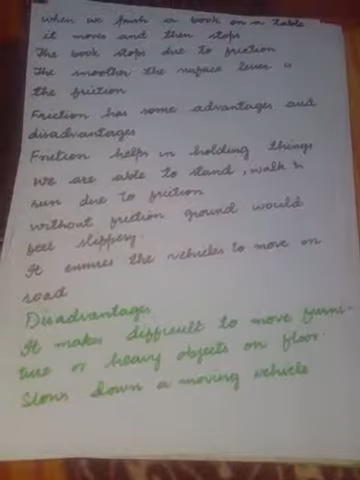 when we push a book on a table
it moves and then stops
The book stops due to friction
The smoother the surface lesser is
the friction
Friction has some advantages and
disadvantages
Friction helps in holding things
We are able to stand, walk &
run due to friction
without friction ground would
feel slippery.
It ensures the vehicles to move on
road
Disadvantages
It makes difficult to move furni-
ture or heavy objects on floor.
Slows down a moving vehicle